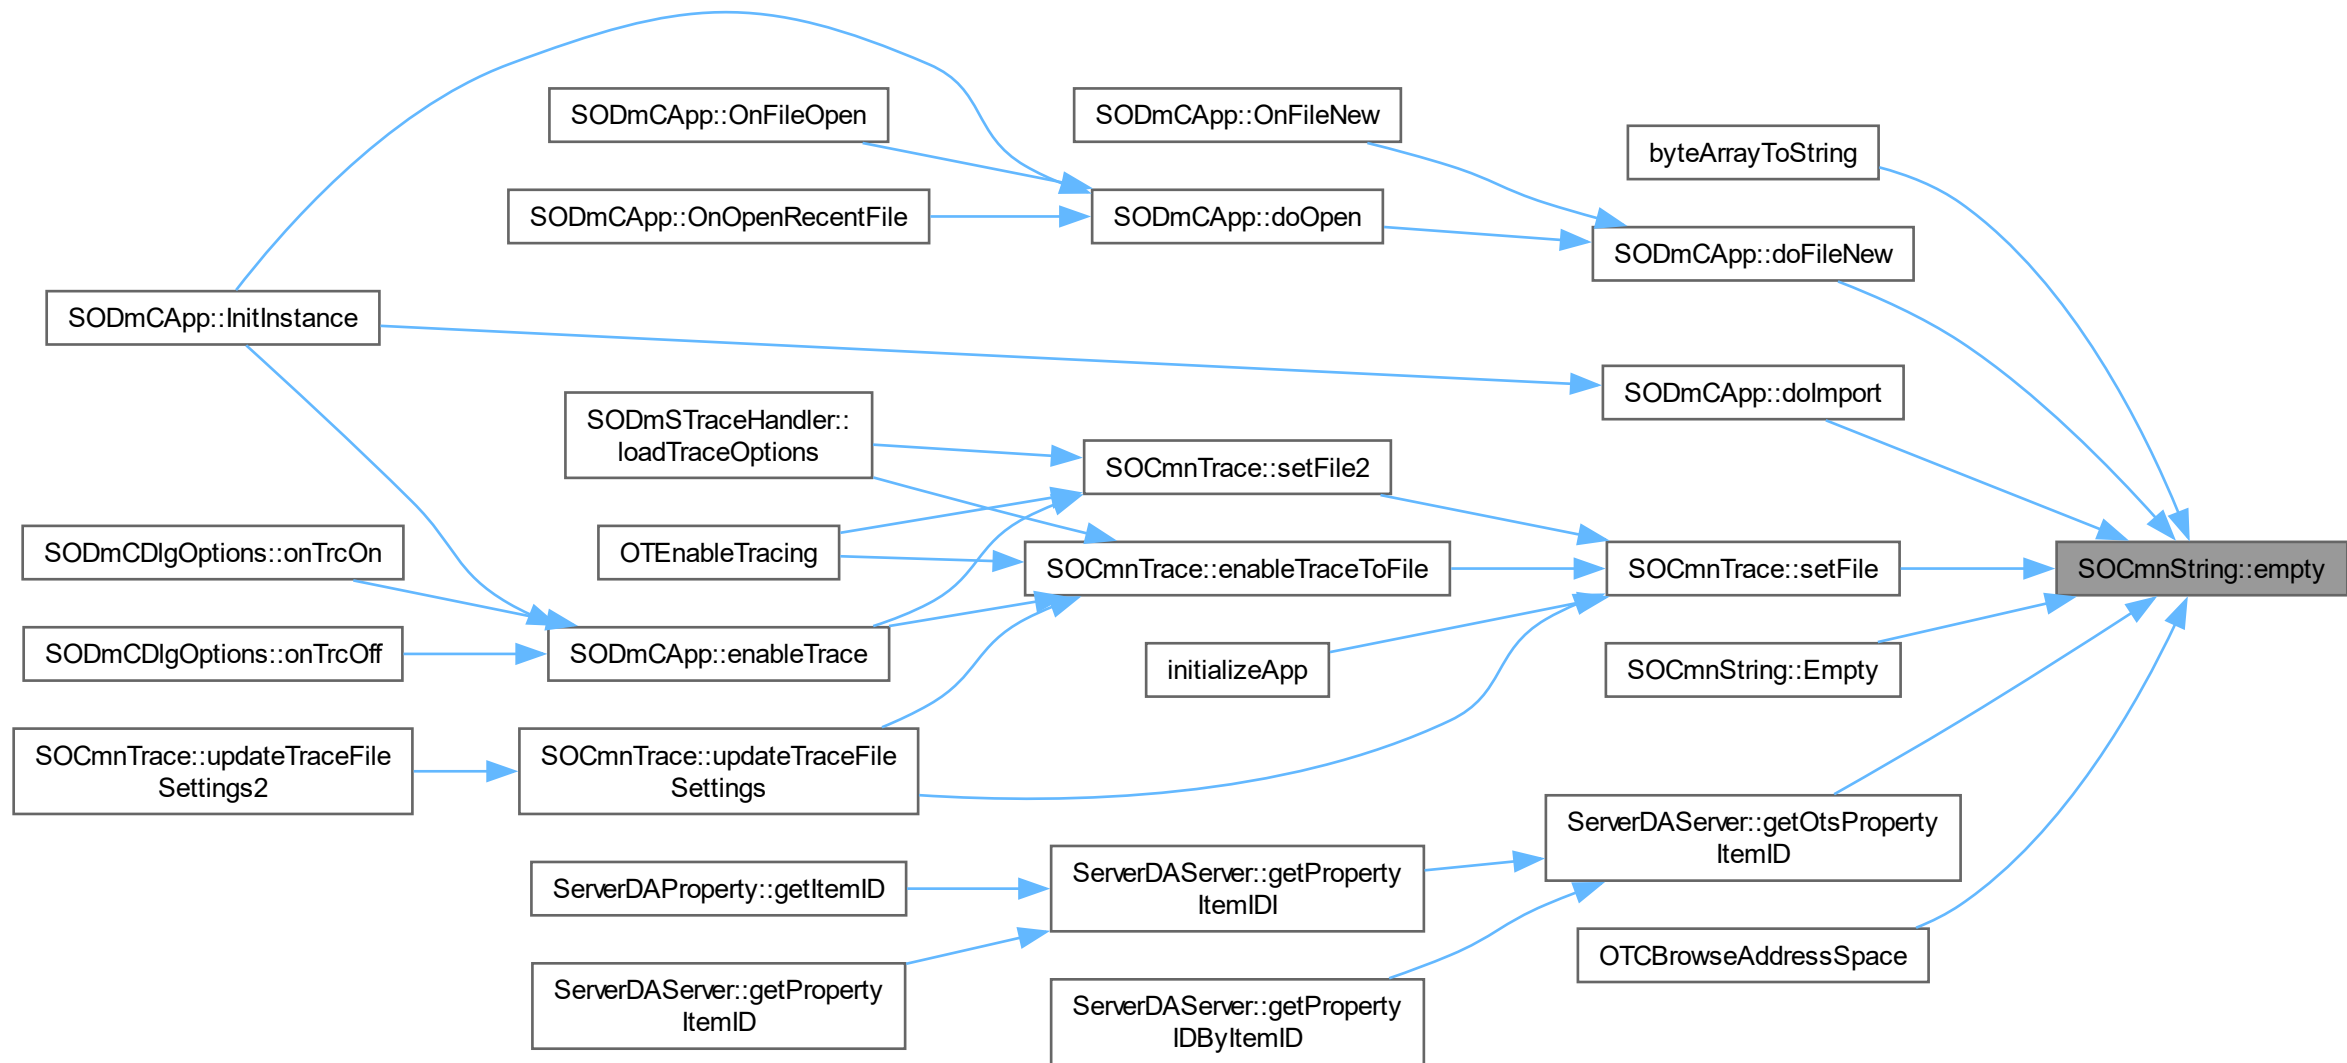 SODmCApp::OnFileOpen
SODmCApp::OnFileNew
byteArrayToString
SODmCApp::OnOpenRecentFile
SODmCApp::doOpen
SODmCApp::doFileNew
SODmCApp::InitInstance
SODmCApp::doImport
SODmSTraceHandler::
loadTraceOptions
SOCmnTrace::setFile2
SODmCDlgOptions::onTrcOn
OTEnableTracing
SOCmnTrace::enableTraceToFile
SOCmnTrace::setFile
SOCmnString::empty
SODmCDlgOptions::onTrcOff
SODmCApp::enableTrace
initializeApp
SOCmnString::Empty
SOCmnTrace::updateTraceFile
Settings2
SOCmnTrace::updateTraceFile
Settings
ServerDAServer::getOtsProperty
ItemID
ServerDAProperty::getItemID
ServerDAServer::getProperty
ItemIDI
OTCBrowseAddressSpace
ServerDAServer::getProperty
ItemID
ServerDAServer::getProperty
IDByItemID